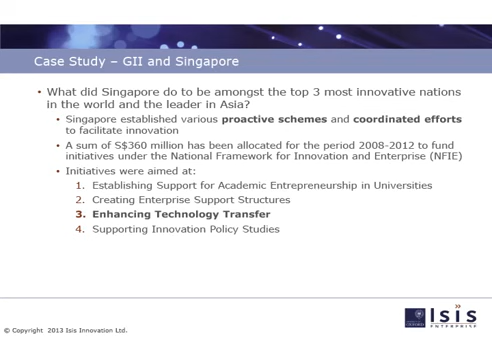 Case Study – GII and Singapore
• What did Singapore do to be amongst the top 3 most innovative nations
in the world and the leader in Asia?
• Singapore established various proactive schemes and coordinated efforts
to facilitate innovation
• A sum of S$360 million has been allocated for the period 2008-2012 to fund
initiatives under the National Framework for Innovation and Enterprise (NFIE)
• Initiatives were aimed at:
1. Establishing Support for Academic Entrepreneurship in Universities
2. Creating Enterprise Support Structures
3. Enhancing Technology Transfer
4. Supporting Innovation Policy Studies
Isis
ENTERPRISE
OXFORD
© Copyright 2013 Isis Innovation Ltd.